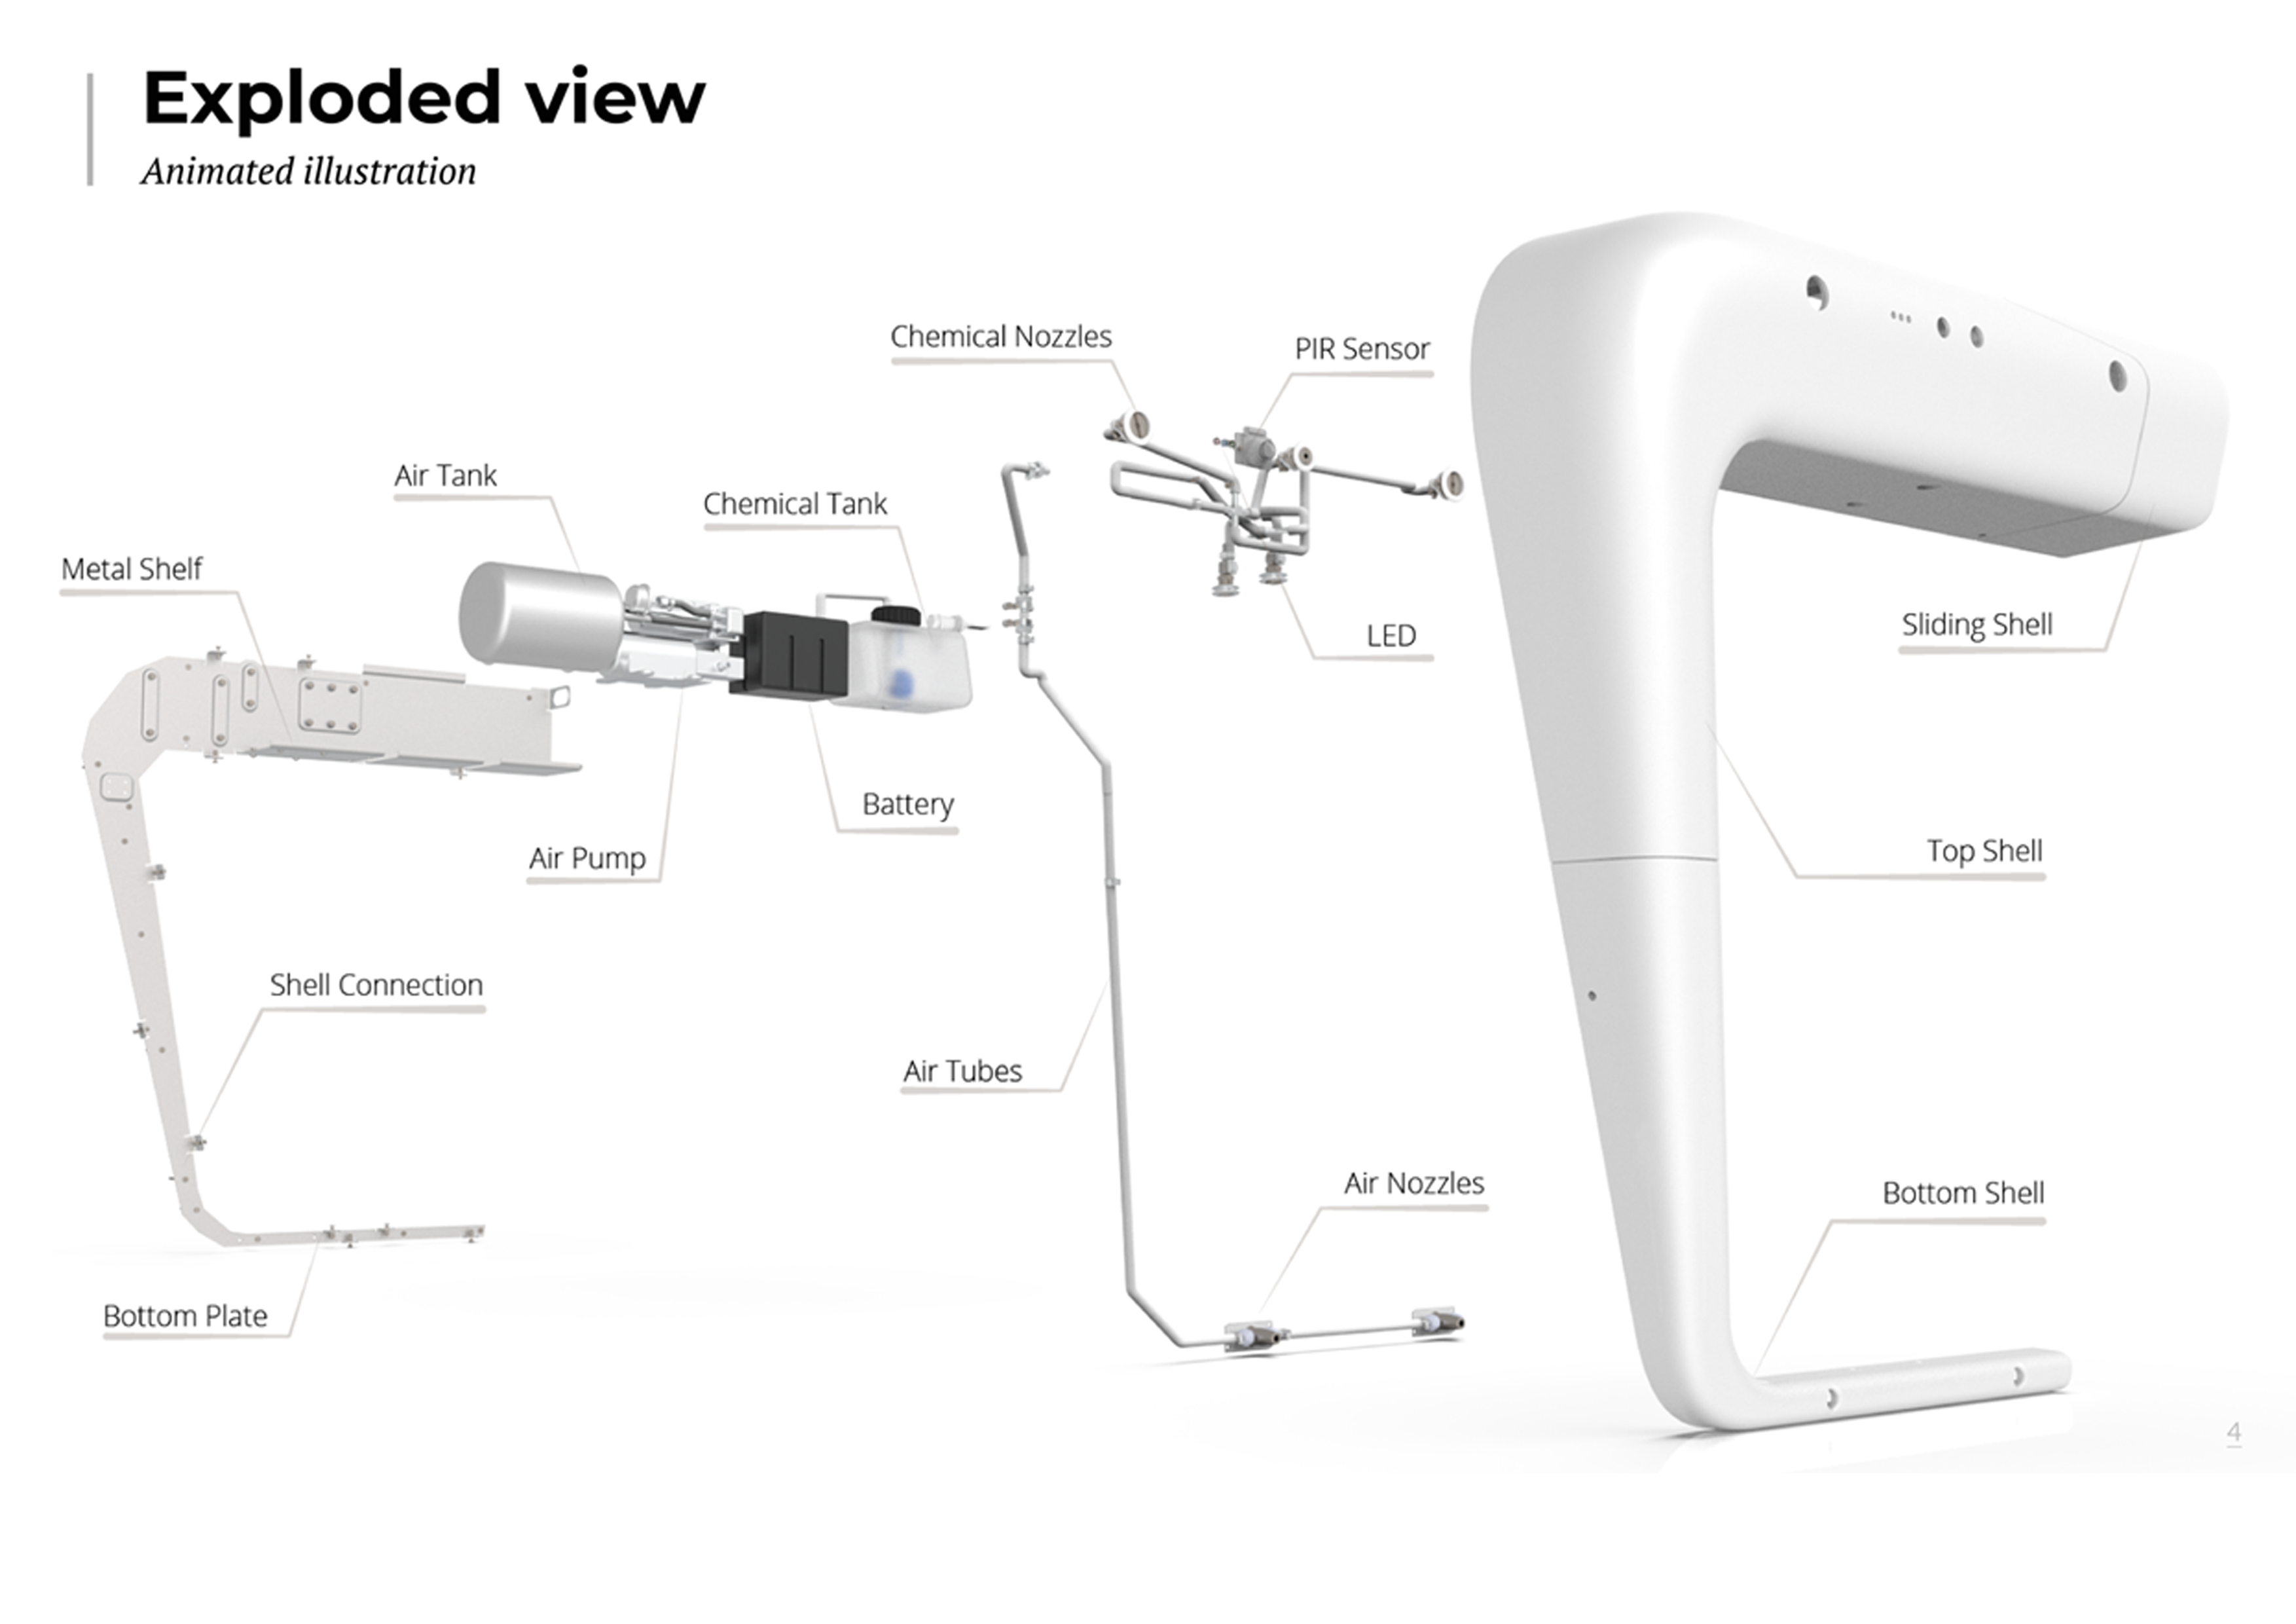 Exploded view
Animated illustration
Chemical Nozzles
PIR Sensor
Air Tank
Chemical Tank
Metal Shelf
LED
Sliding Shell
Battery
Air Pump
Top Shell
Shell Connection
Air Tubes
Air Nozzles
Bottom Shell
Bottom Plate
4